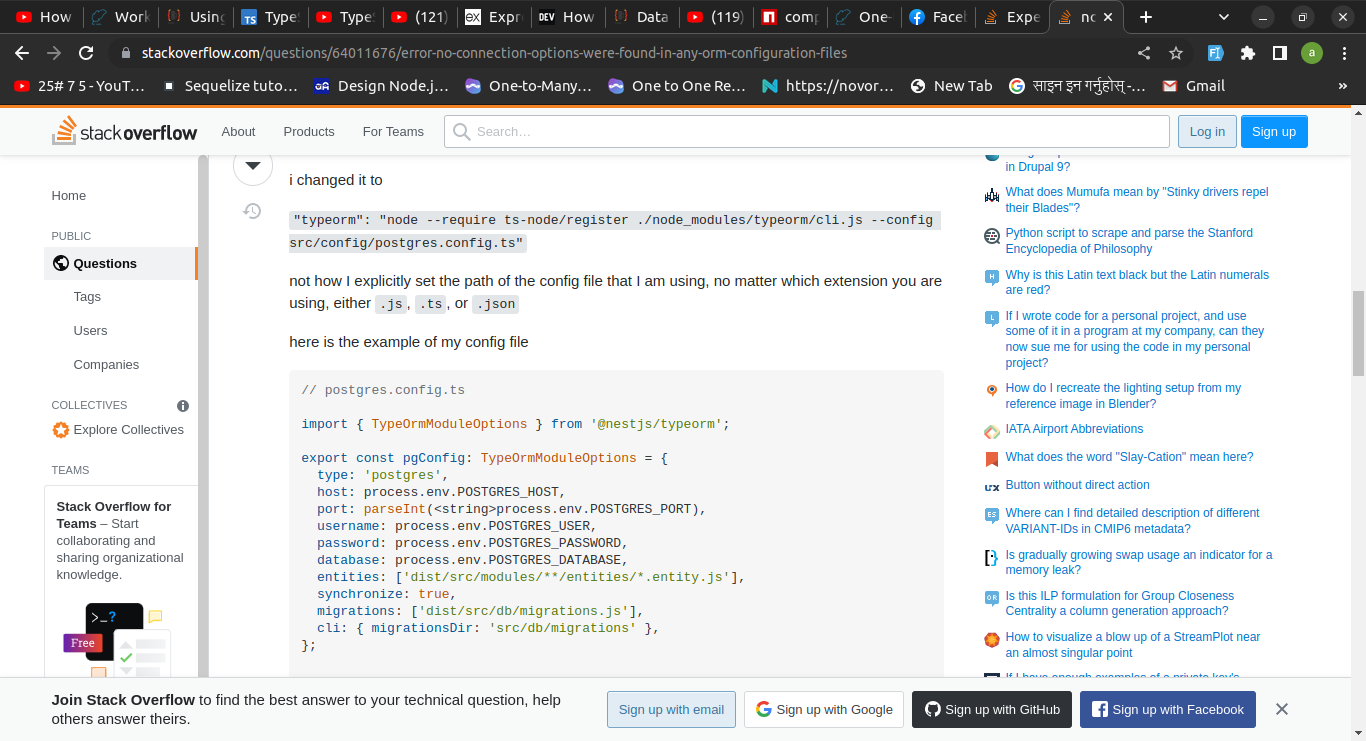 How
Work
Using
Type
Type
(121)
Expr
How
Data
(119)
comp
One-
Facel
Expe
stackoverflow.com/questions/64011676/error-no-connection-options-were-found-in-any-orm-configuration-files
a
25# 7 5 - YouT...
Sequelize tuto...
Design Node.j...
One-to-Many...
One to One Re...
https://novor...
New Tab
साइन इन गर्नुहोस् -...
Gmail
»
stackoverflow
About
Products
For Teams
Search...
Log in
Sign up
Home
PUBLIC
Questions
Tags
Users
Companies
COLLECTIVES
Explore Collectives
TEAMS
Stack Overflow for
Teams – Start
collaborating and
sharing organizational
knowledge.
>_?
Free
i changed it to
"typeorm": "node --require ts-node/register ./node_modules/typeorm/cli.js --config
src/config/postgres.config.ts"
not how I explicitly set the path of the config file that I am using, no matter which extension you are
using, either .js, .ts, or .json
here is the example of my config file
// postgres.config.ts
import { TypeOrmModuleOptions } from '@nestjs/typeorm';
export const pgConfig: TypeOrmModuleOptions = {
type: 'postgres',
host: process.env.POSTGRES_HOST,
port: parseInt(<string>process.env.POSTGRES_PORT),
username: process.env.POSTGRES_USER,
password: process.env.POSTGRES_PASSWORD,
database: process.env.POSTGRES_DATABASE,
entities: ['dist/src/modules/**/entities/*.entity.js'],
synchronize: true,
migrations: ['dist/src/db/migrations.js'],
cli: { migrationsDir: 'src/db/migrations' },
};
in Drupal 9?
What does Mumufa mean by "Stinky drivers repel
their Blades"?
Python script to scrape and parse the Stanford
Encyclopedia of Philosophy
Why is this Latin text black but the Latin numerals
are red?
If I wrote code for a personal project, and use
some of it in a program at my company, can they
now sue me for using the code in my personal
project?
How do I recreate the lighting setup from my
reference image in Blender?
IATA Airport Abbreviations
What does the word "Slay-Cation" mean here?
Button without direct action
Where can I find detailed description of different
VARIANT-IDs in CMIP6 metadata?
Is gradually growing swap usage an indicator for a
memory leak?
Is this ILP formulation for Group Closeness
Centrality a column generation approach?
How to visualize a blow up of a StreamPlot near
an almost singular point
If I have enough examples of a private key's
Join Stack Overflow to find the best answer to your technical question, help
others answer theirs.
Sign up with email
Sign up with Google
Sign up with GitHub
Sign up with Facebook